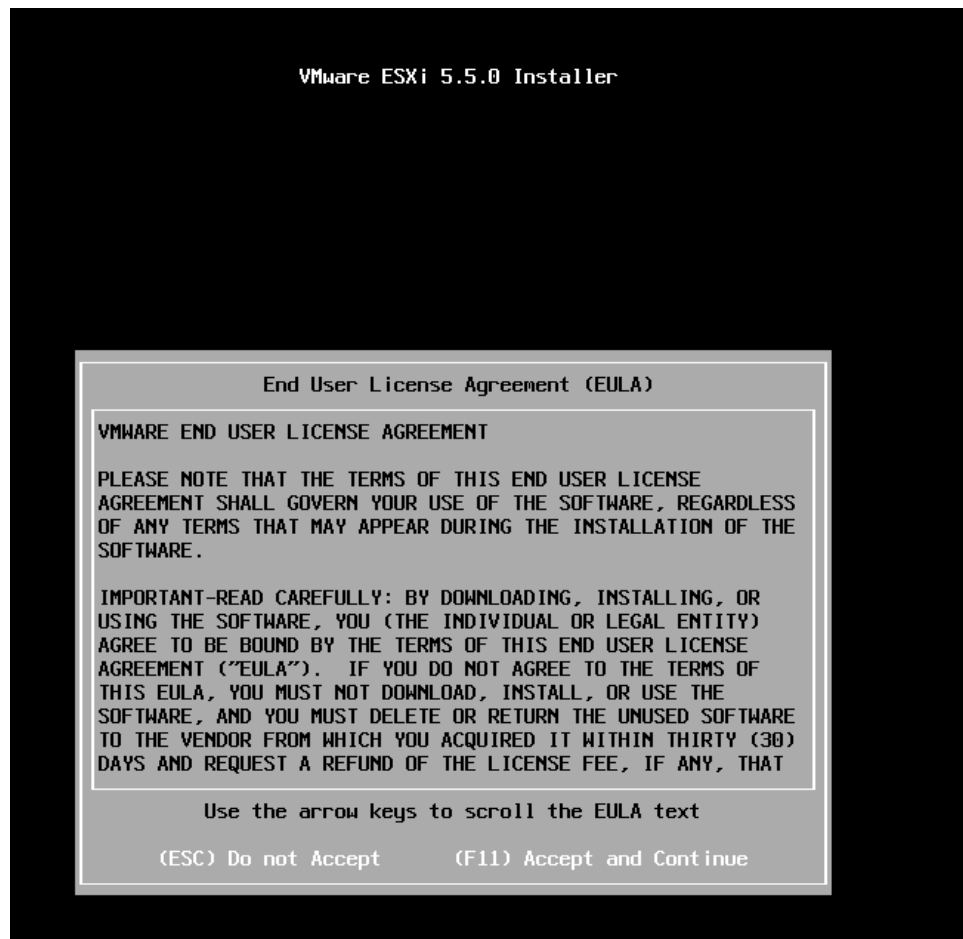 VMware ESXi 5.5.0 Installer
End User License Agreement (EULA)
VMWARE END USER LICENSE AGREEMENT
PLEASE NOTE THAT THE TERMS OF THIS END USER LICENSE
AGREEMENT SHALL GOVERN YOUR USE OF THE SOFTWARE, REGARDLESS
OF ANY TERMS THAT MAY APPEAR DURING THE INSTALLATION OF THE
SOFTWARE.
IMPORTANT-READ CAREFULLY: BY DOWNLOADING, INSTALLING, OR
USING THE SOFTWARE, YOU (THE INDIVIDUAL OR LEGAL ENTITY)
AGREE TO BE BOUND BY THE TERMS OF THIS END USER LICENSE
AGREEMENT ("EULA").  IF YOU DO NOT AGREE TO THE TERMS OF
THIS EULA, YOU MUST NOT DOWNLOAD, INSTALL, OR USE THE
SOFTWARE, AND YOU MUST DELETE OR RETURN THE UNUSED SOFTWARE
TO THE VENDOR FROM WHICH YOU ACQUIRED IT WITHIN THIRTY (30)
DAYS AND REQUEST A REFUND OF THE LICENSE FEE, IF ANY, THAT
Use the arrow keys to scroll the EULA text
(ESC) Do not Accept (F11) Accept and Continue